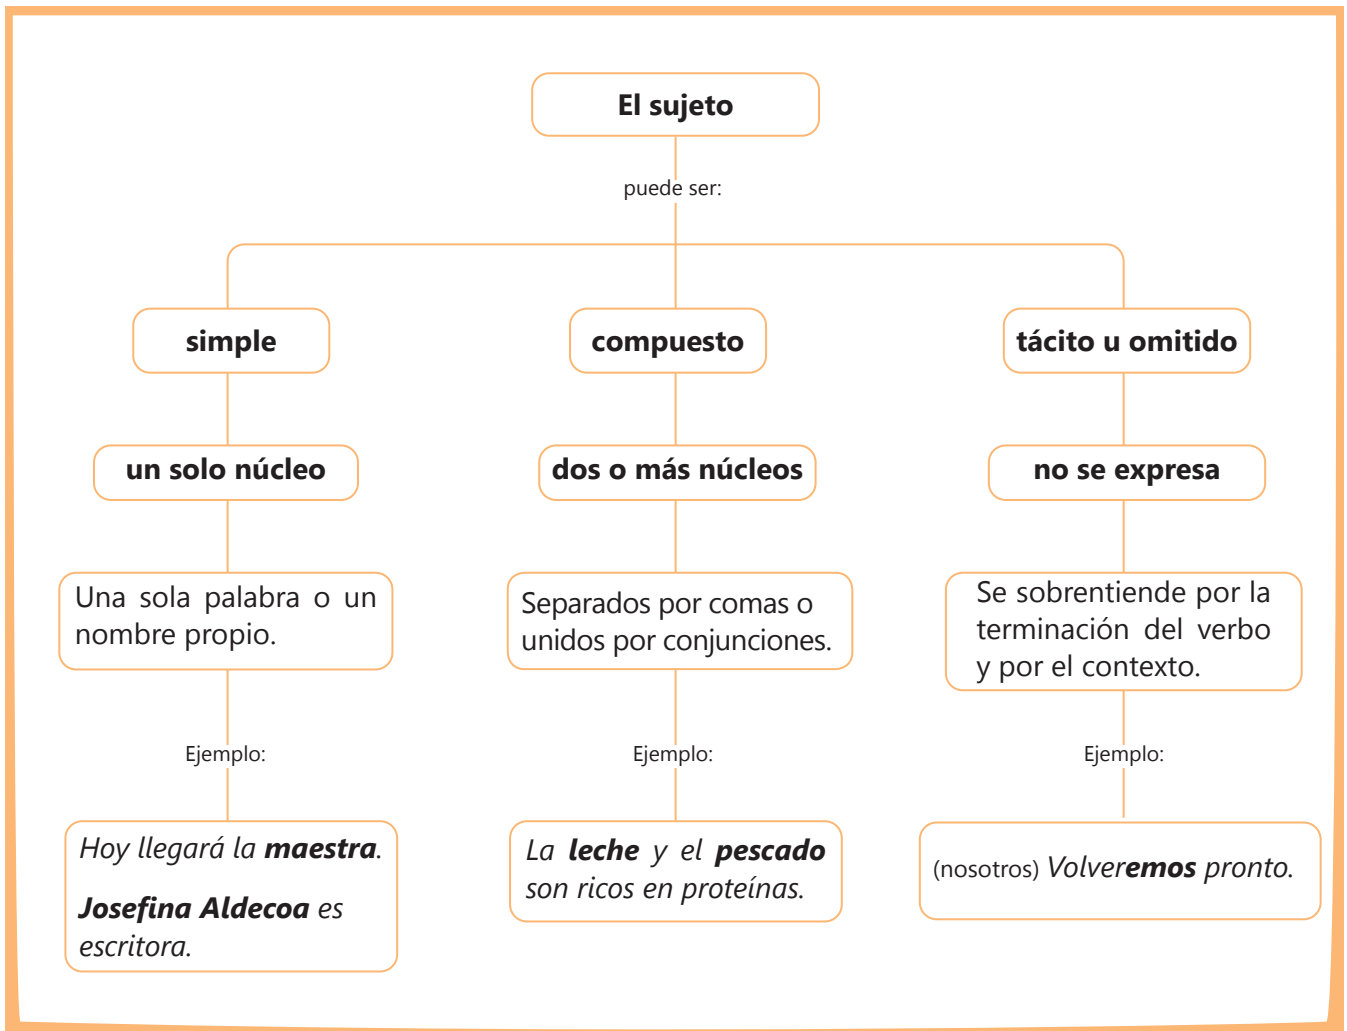 El sujeto
puede ser:
simple
compuesto
tácito u omitido
un solo núcleo
dos o más núcleos
no se expresa
Una sola palabra o un
nombre propio.
Separados por comas o
unidos por conjunciones.
Se sobrentiende por la
terminación del verbo
y por el contexto.
Ejemplo:
Ejemplo:
Ejemplo:
Hoy llegará la maestra.
Josefina Aldecoa es
escritora.
La leche y el pescado
son ricos en proteínas.
(nosotros) Volveremos pronto.